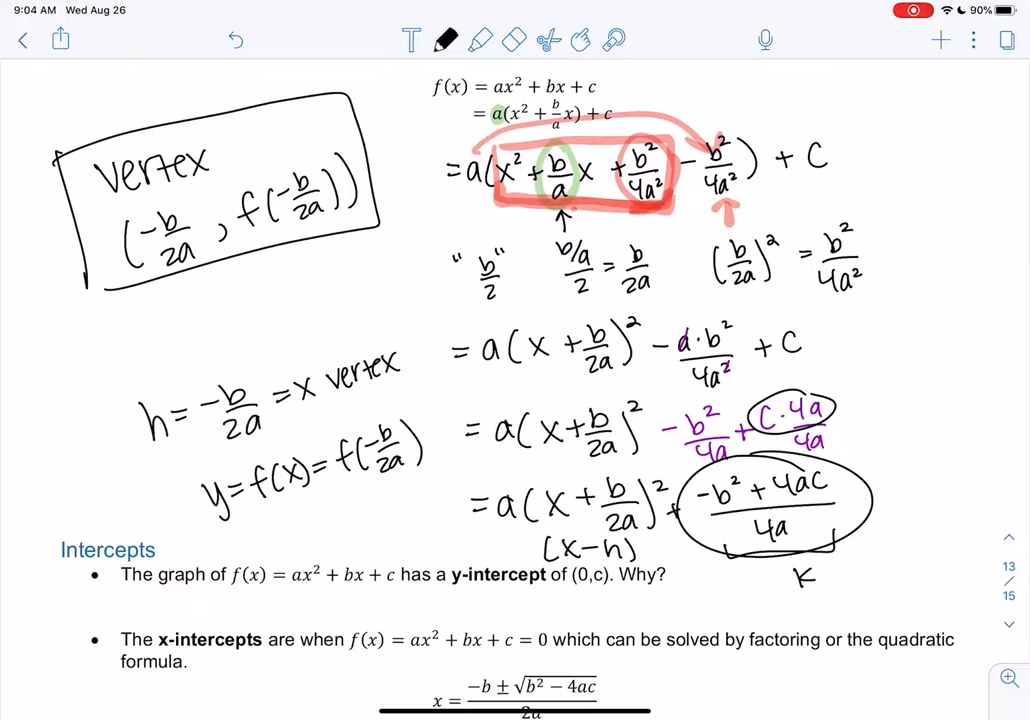 9:04 AM Wed Aug 26
90%
f(x) = ax² + bx + c
= a(x² + b/a x) + c
= a(x² + b/a x + b²/4a² − b²/4a²) + C
vertex
(−b/2a, f(−b/2a))
"b/2" (b/a)/2 = b/2a (b/2a)² = b²/4a²
= a(x + b/2a)² − a·b²/4a² + C
h = −b/2a = x vertex
= a(x + b/2a)² − b²/4a + C·4a/4a
y = f(x) = f(−b/2a)
= a(x + b/2a)² + (−b² + 4ac)/4a
(x − h)
k
Intercepts
• The graph of f(x) = ax² + bx + c has a y-intercept of (0,c). Why?
• The x-intercepts are when f(x) = ax² + bx + c = 0 which can be solved by factoring or the quadratic
formula.
x = (−b ± √(b² − 4ac))/2a
13
/
15